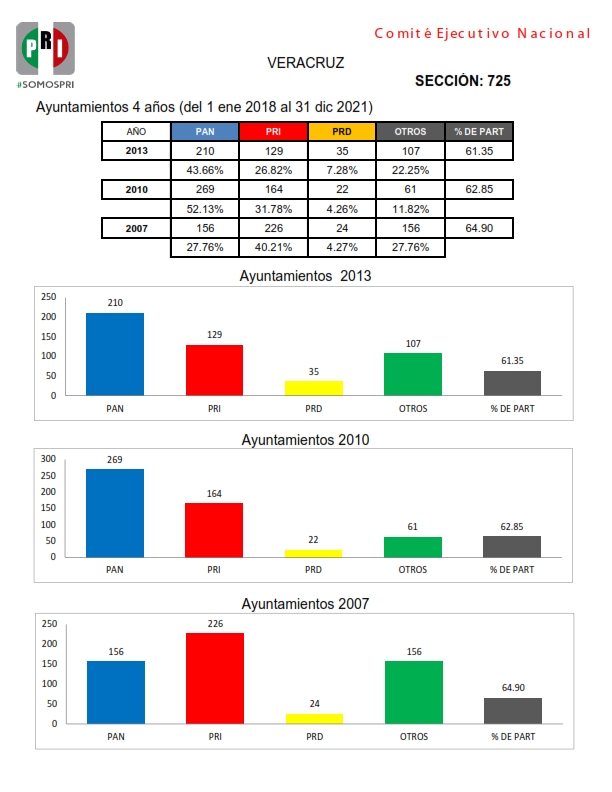 Comité Ejecutivo Nacional
PRI
#SOMOSPRI
VERACRUZ
SECCIÓN: 725
Ayuntamientos 4 años (del 1 ene 2018 al 31 dic 2021)
AÑO PAN PRI PRD OTROS % DE PART
2013 210 129 35 107 61.35
43.66% 26.82% 7.28% 22.25%
2010 269 164 22 61 62.85
52.13% 31.78% 4.26% 11.82%
2007 156 226 24 156 64.90
27.76% 40.21% 4.27% 27.76%
Ayuntamientos 2013
250
200
150
100
50
0
210 129 35 107 61.35
PAN PRI PRD OTROS % DE PART
Ayuntamientos 2010
300
250
200
150
100
50
0
269 164 22 61 62.85
PAN PRI PRD OTROS % DE PART
Ayuntamientos 2007
250
200
150
100
50
0
156 226 24 156 64.90
PAN PRI PRD OTROS % DE PART